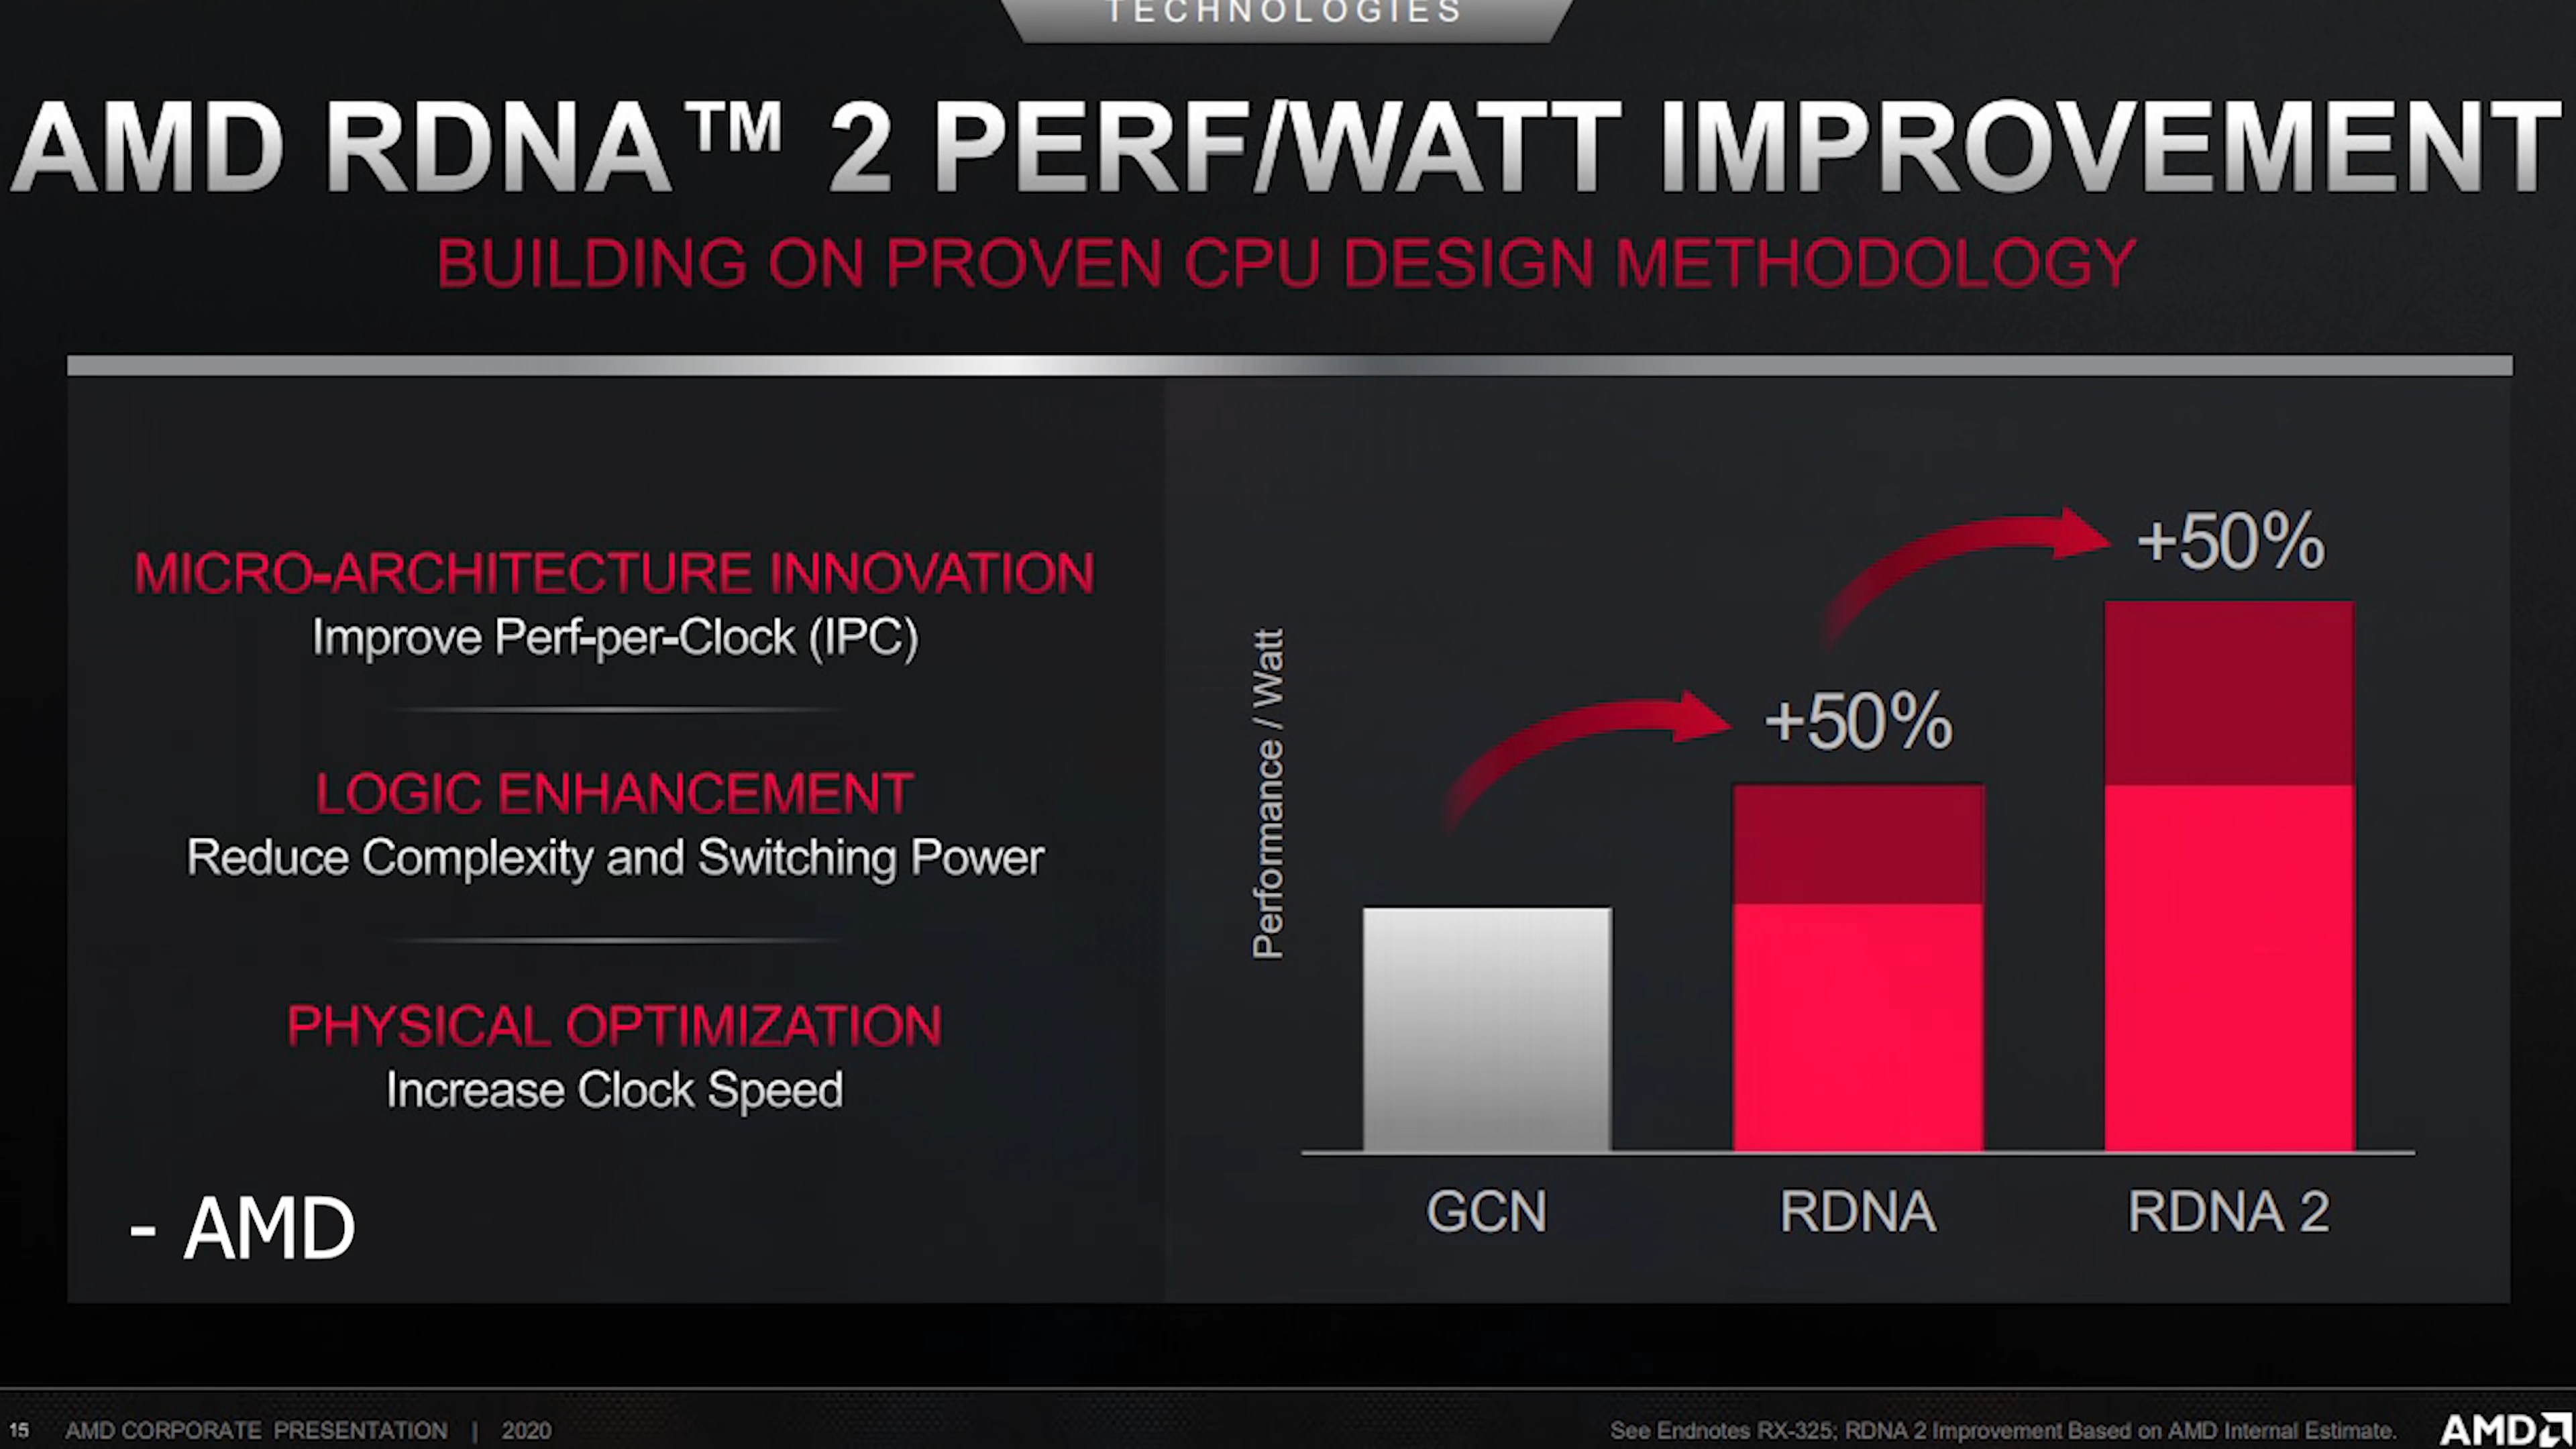 TECHNOLOGIES
AMD RDNA™ 2 PERF/WATT IMPROVEMENT
BUILDING ON PROVEN CPU DESIGN METHODOLOGY
MICRO-ARCHITECTURE INNOVATION
Improve Perf-per-Clock (IPC)
LOGIC ENHANCEMENT
Reduce Complexity and Switching Power
PHYSICAL OPTIMIZATION
Increase Clock Speed
- AMD
Performance / Watt
+50%
+50%
GCN
RDNA
RDNA 2
15 AMD CORPORATE PRESENTATION | 2020
See Endnotes RX-325; RDNA 2 Improvement Based on AMD Internal Estimate.
AMD